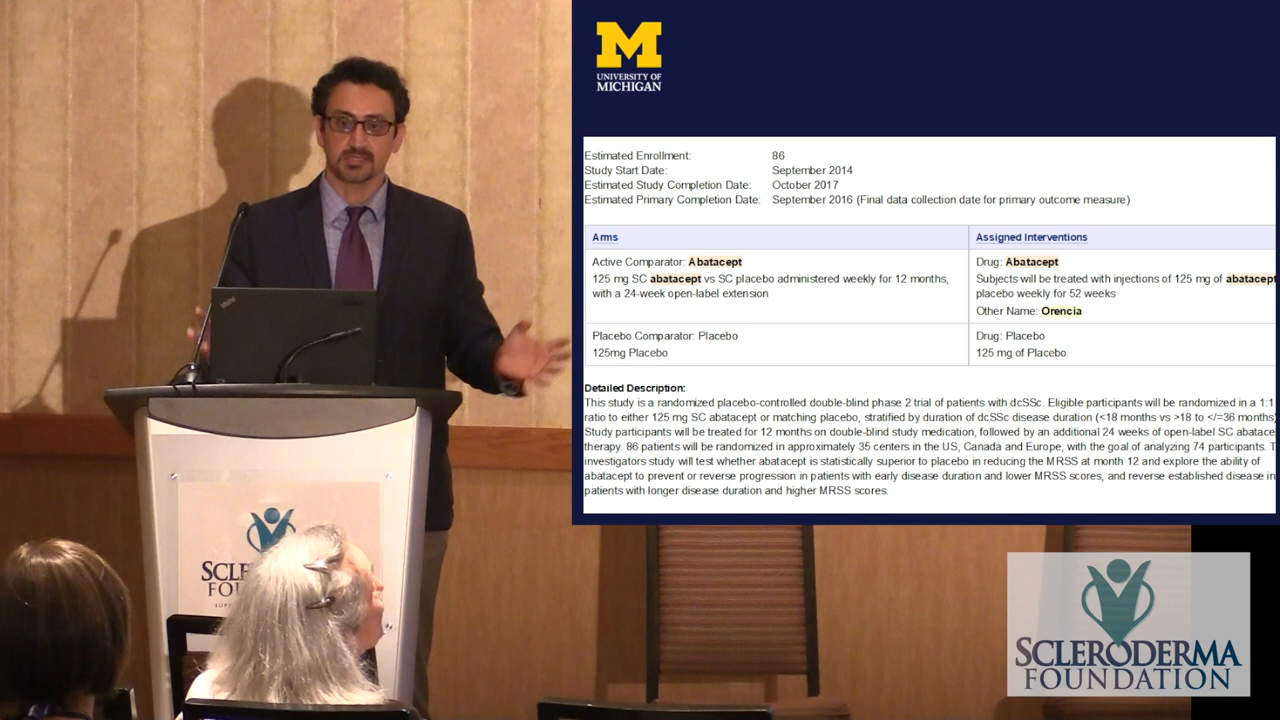 M
UNIVERSITY OF
MICHIGAN
Estimated Enrollment: 86
Study Start Date: September 2014
Estimated Study Completion Date: October 2017
Estimated Primary Completion Date: September 2016 (Final data collection date for primary outcome measure)
Arms
Assigned Interventions
Active Comparator: Abatacept
125 mg SC abatacept vs SC placebo administered weekly for 12 months,
with a 24-week open-label extension
Drug: Abatacept
Subjects will be treated with injections of 125 mg of abatacept
placebo weekly for 52 weeks
Other Name: Orencia
Placebo Comparator: Placebo
125mg Placebo
Drug: Placebo
125 mg of Placebo
Detailed Description:
This study is a randomized placebo-controlled double-blind phase 2 trial of patients with dcSSc. Eligible participants will be randomized in a 1:1
ratio to either 125 mg SC abatacept or matching placebo, stratified by duration of dcSSc disease duration (<18 months vs >18 to </=36 months)
Study participants will be treated for 12 months on double-blind study medication, followed by an additional 24 weeks of open-label SC abatace
therapy. 86 patients will be randomized in approximately 35 centers in the US, Canada and Europe, with the goal of analyzing 74 participants. T
investigators study will test whether abatacept is statistically superior to placebo in reducing the MRSS at month 12 and explore the ability of
abatacept to prevent or reverse progression in patients with early disease duration and lower MRSS scores, and reverse established disease in
patients with longer disease duration and higher MRSS scores.
ThinkPad
SCLE
FOU
SUPP
SCLERODERMA
FOUNDATION